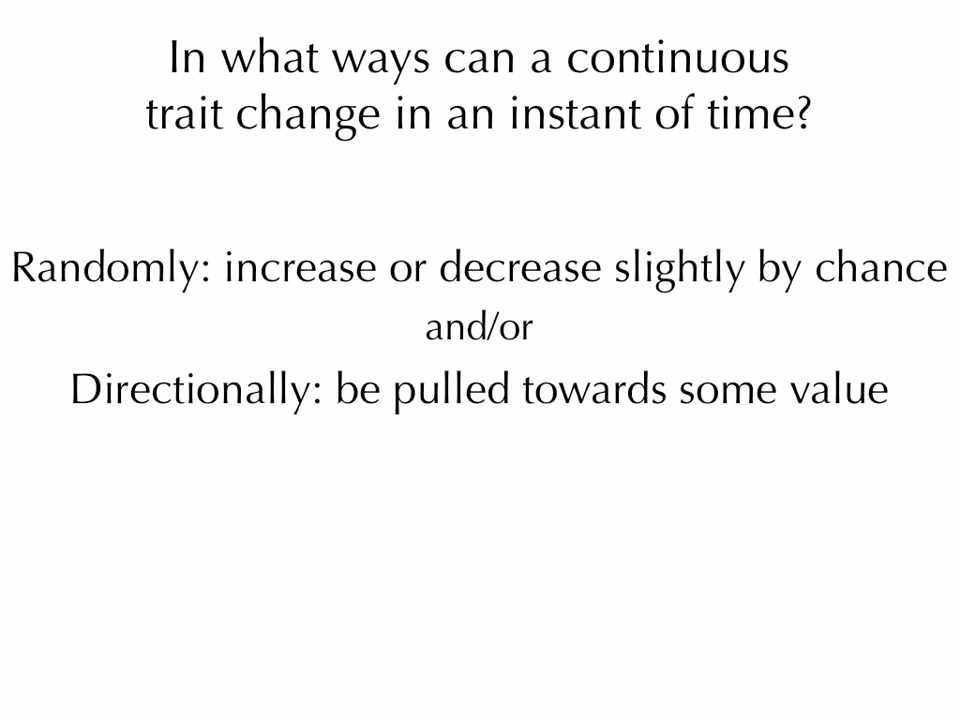 In what ways can a continuous
trait change in an instant of time?
Randomly: increase or decrease slightly by chance
and/or
Directionally: be pulled towards some value